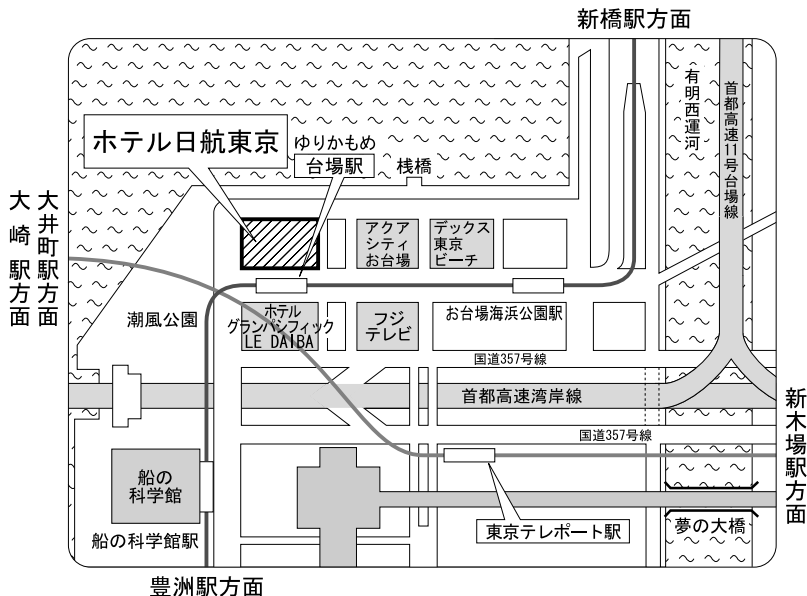 新橋駅方面
有明西運河
首都高速11号台場線
ホテル日航東京
ゆりかもめ
台場駅
桟橋
大井町駅方面
大崎駅方面
アクア
シティ
お台場
デックス
東京
ビーチ
潮風公園
ホテル
グランパシフィック
LE DAIBA
フジ
テレビ
お台場海浜公園駅
国道357号線
首都高速湾岸線
国道357号線
新木場駅方面
船の
科学館
船の科学館駅
東京テレポート駅
夢の大橋
豊洲駅方面